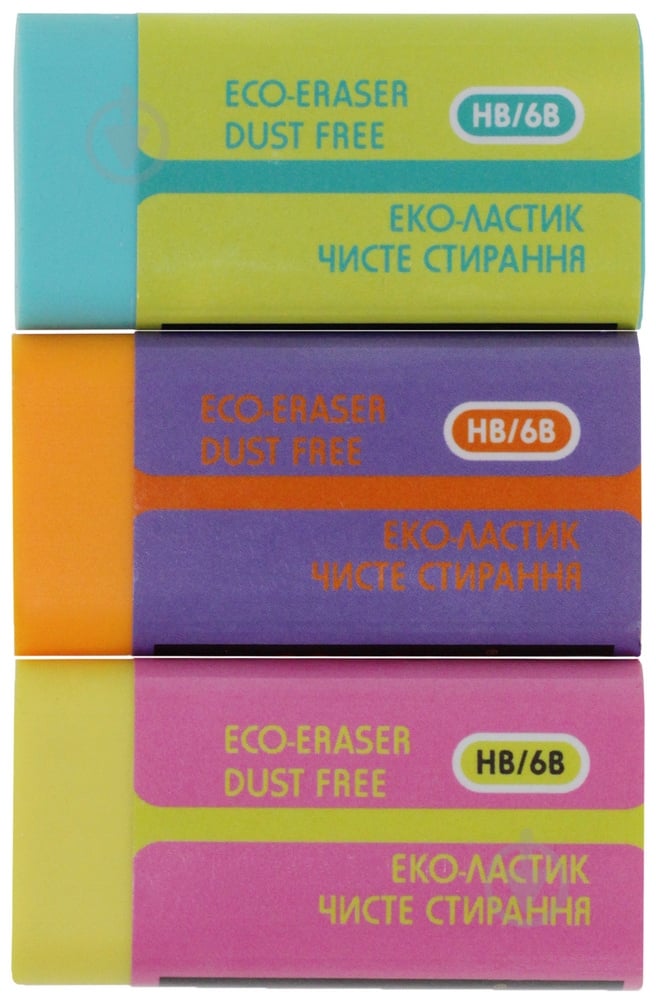 ECO-ERASER
DUST FREE
HB/6B
ЕКО-ЛАСТИК
ЧИСТЕ СТИРАННЯ
ECO-ERASER
DUST FREE
HB/6B
ЕКО-ЛАСТИК
ЧИСТЕ СТИРАННЯ
ECO-ERASER
DUST FREE
HB/6B
ЕКО-ЛАСТИК
ЧИСТЕ СТИРАННЯ